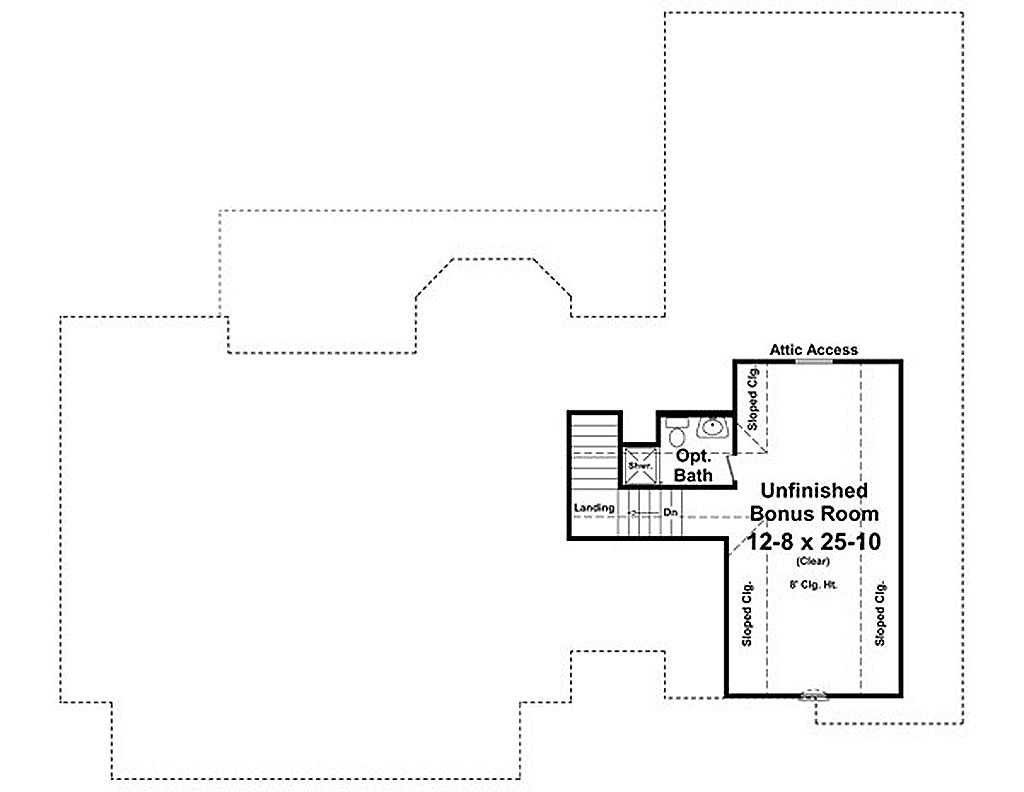 Attic Access
Sloped Clg.
Opt.
Bath
Shwr.
Unfinished
Bonus Room
12-8 x 25-10
(Clear)
8' Clg. Ht.
Landing
Dn
Sloped Clg.
Sloped Clg.